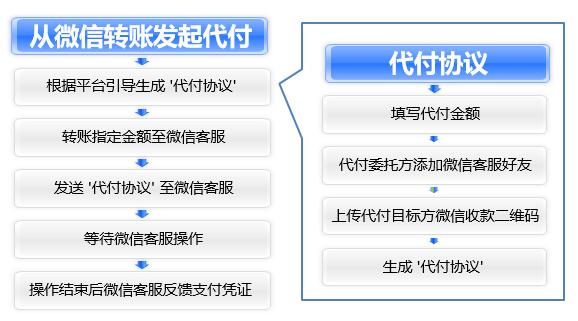 从微信转账发起代付
根据平台引导生成 '代付协议'
转账指定金额至微信客服
发送 '代付协议' 至微信客服
等待微信客服操作
操作结束后微信客服反馈支付凭证
代付协议
填写代付金额
代付委托方添加微信客服好友
上传代付目标方微信收款二维码
生成 '代付协议'